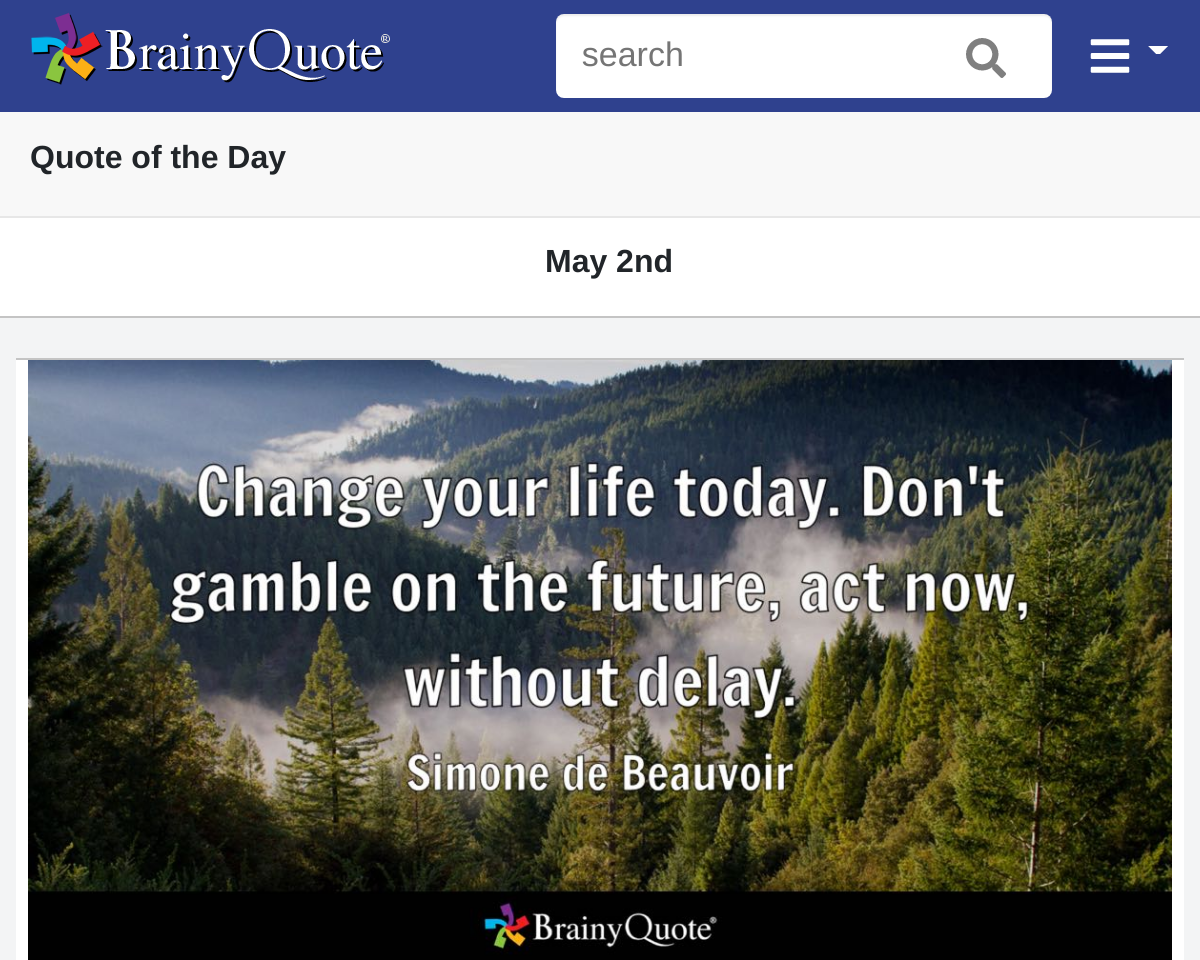 BrainyQuote®
search
Quote of the Day
May 2nd
Change your life today. Don't
gamble on the future, act now,
without delay.
Simone de Beauvoir
BrainyQuote®